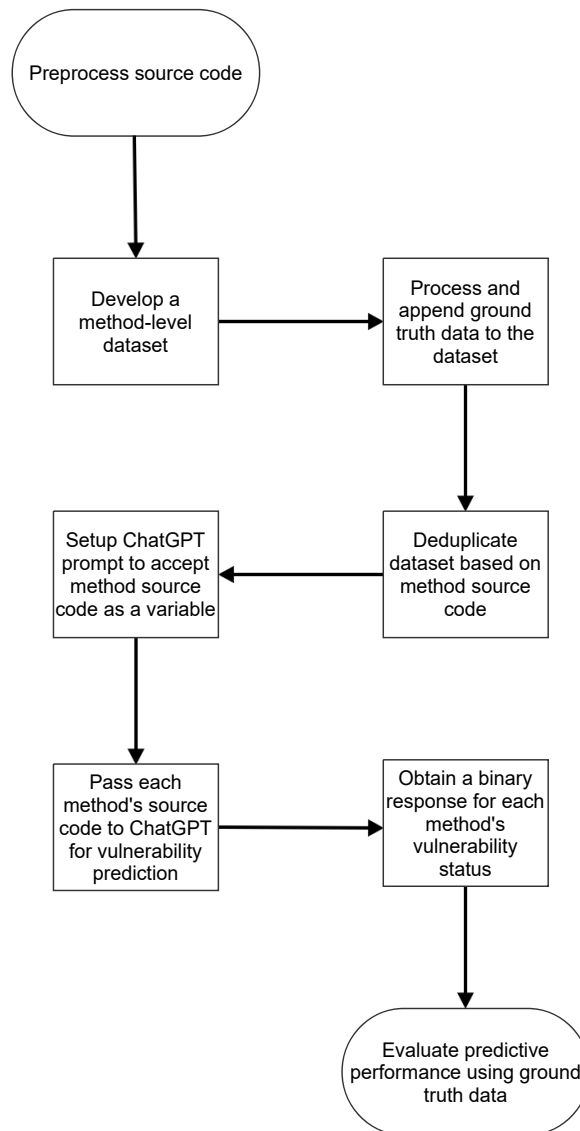 Preprocess source code
Develop a
method-level
dataset
Process and
append ground
truth data to the
dataset
Deduplicate
dataset based on
method source
code
Setup ChatGPT
prompt to accept
method source
code as a variable
Pass each
method's source
code to ChatGPT
for vulnerability
prediction
Obtain a binary
response for each
method's
vulnerability
status
Evaluate predictive
performance using ground
truth data